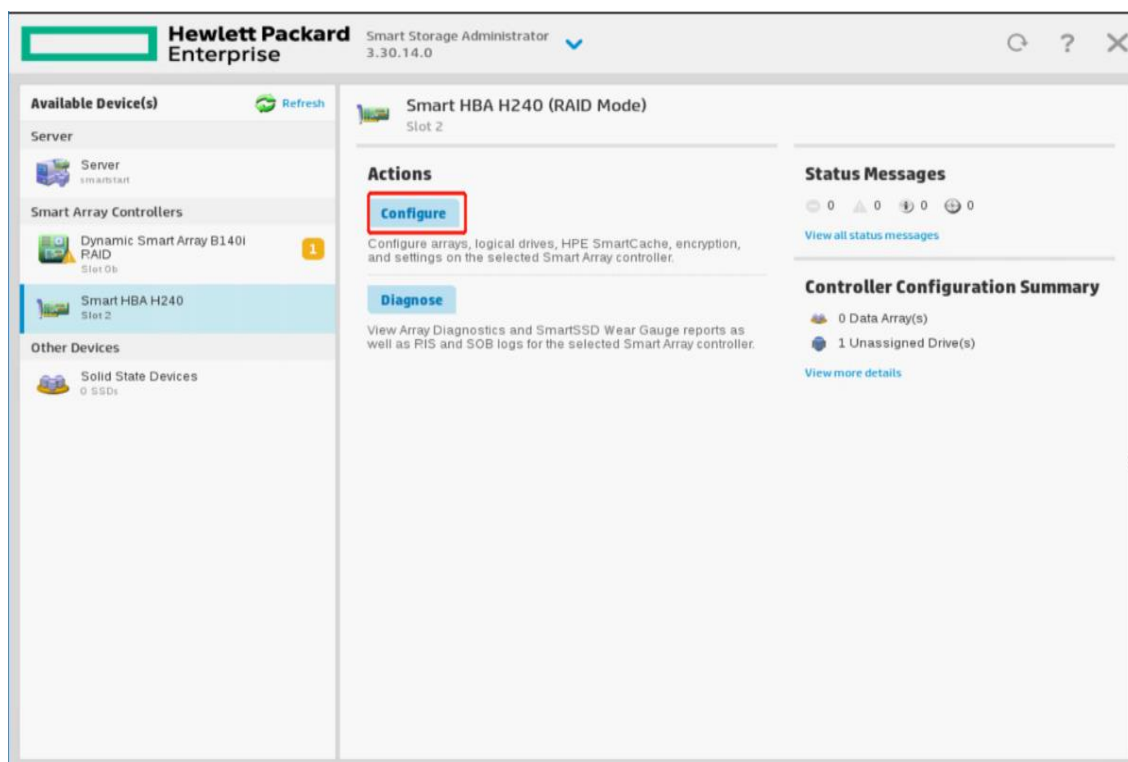 Hewlett Packard
Enterprise
Smart Storage Administrator
3.30.14.0
?
Available Device(s)
Refresh
Server
Server
smartstart
Smart Array Controllers
Dynamic Smart Array B140i
RAID
Slot 0b
1
Smart HBA H240
Slot 2
Other Devices
Solid State Devices
0 SSDs
Smart HBA H240 (RAID Mode)
Slot 2
Actions
Configure
Configure arrays, logical drives, HPE SmartCache, encryption,
and settings on the selected Smart Array controller.
Diagnose
View Array Diagnostics and SmartSSD Wear Gauge reports as
well as PIS and SOB logs for the selected Smart Array controller.
Status Messages
0 0 0 0
View all status messages
Controller Configuration Summary
0 Data Array(s)
1 Unassigned Drive(s)
View more details